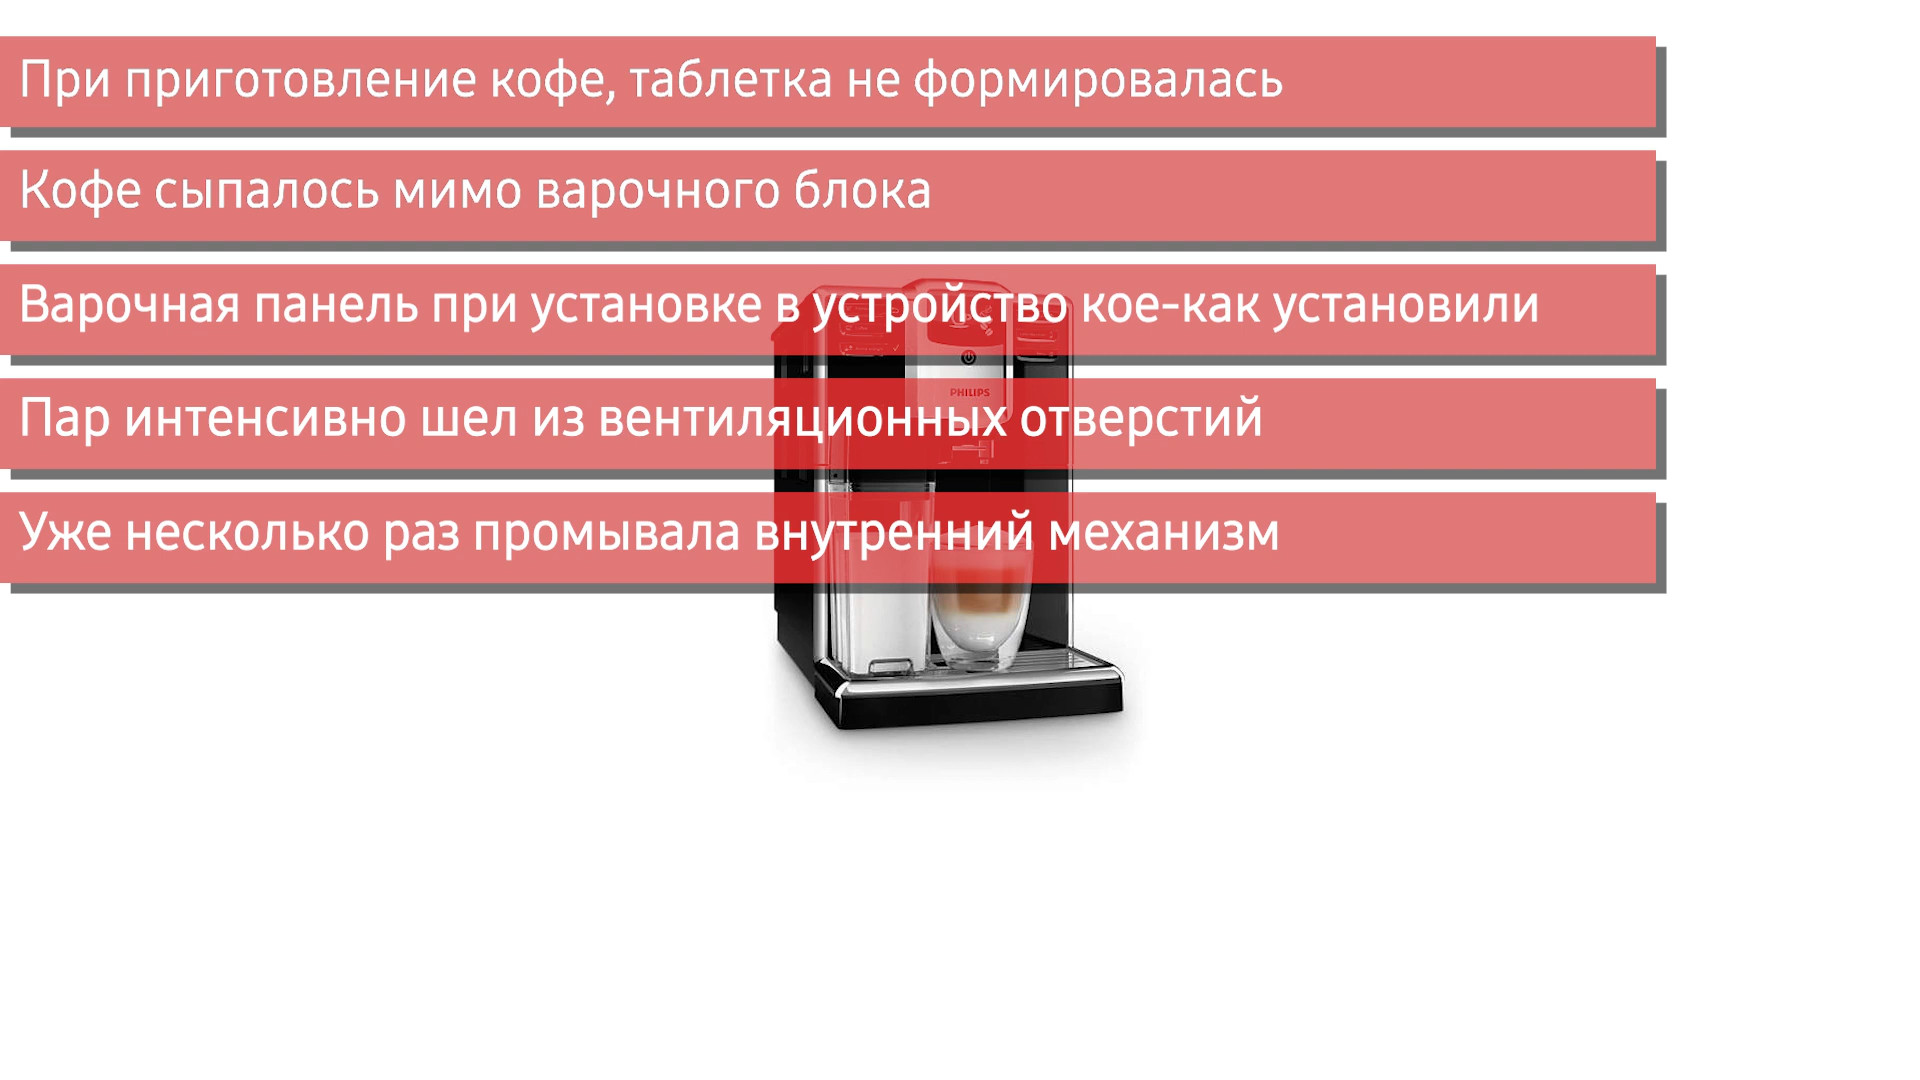 При приготовление кофе, таблетка не формировалась
Кофе сыпалось мимо варочного блока
Варочная панель при установке в устройство кое-как установили
PHILIPS
Пар интенсивно шел из вентиляционных отверстий
Уже несколько раз промывала внутренний механизм